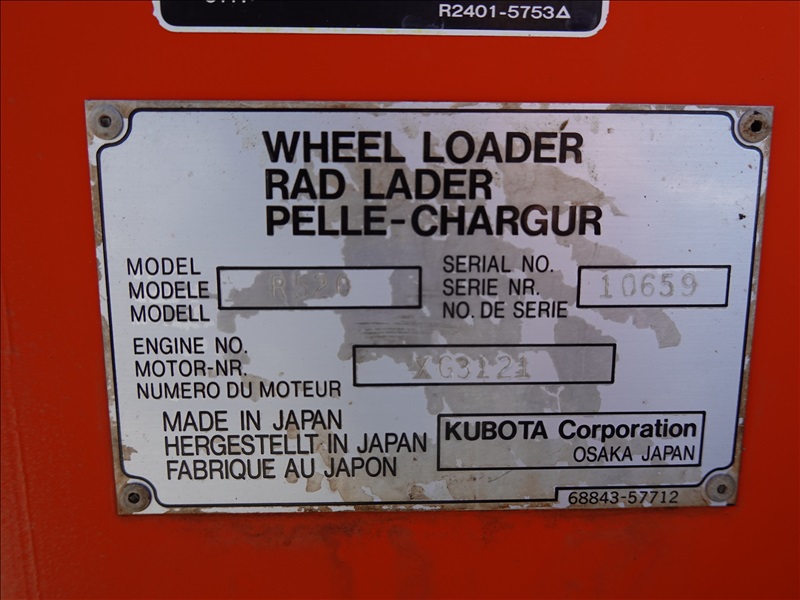 R2401-5753△
WHEEL LOADER
RAD LADER
PELLE-CHARGUR
MODEL
MODELE
MODELL
R520
SERIAL NO.
SERIE NR.
NO. DE SERIE
10659
ENGINE NO.
MOTOR-NR.
NUMERO DU MOTEUR
XG3121
MADE IN JAPAN
HERGESTELLT IN JAPAN
FABRIQUE AU JAPON
KUBOTA Corporation
OSAKA JAPAN
68843-57712